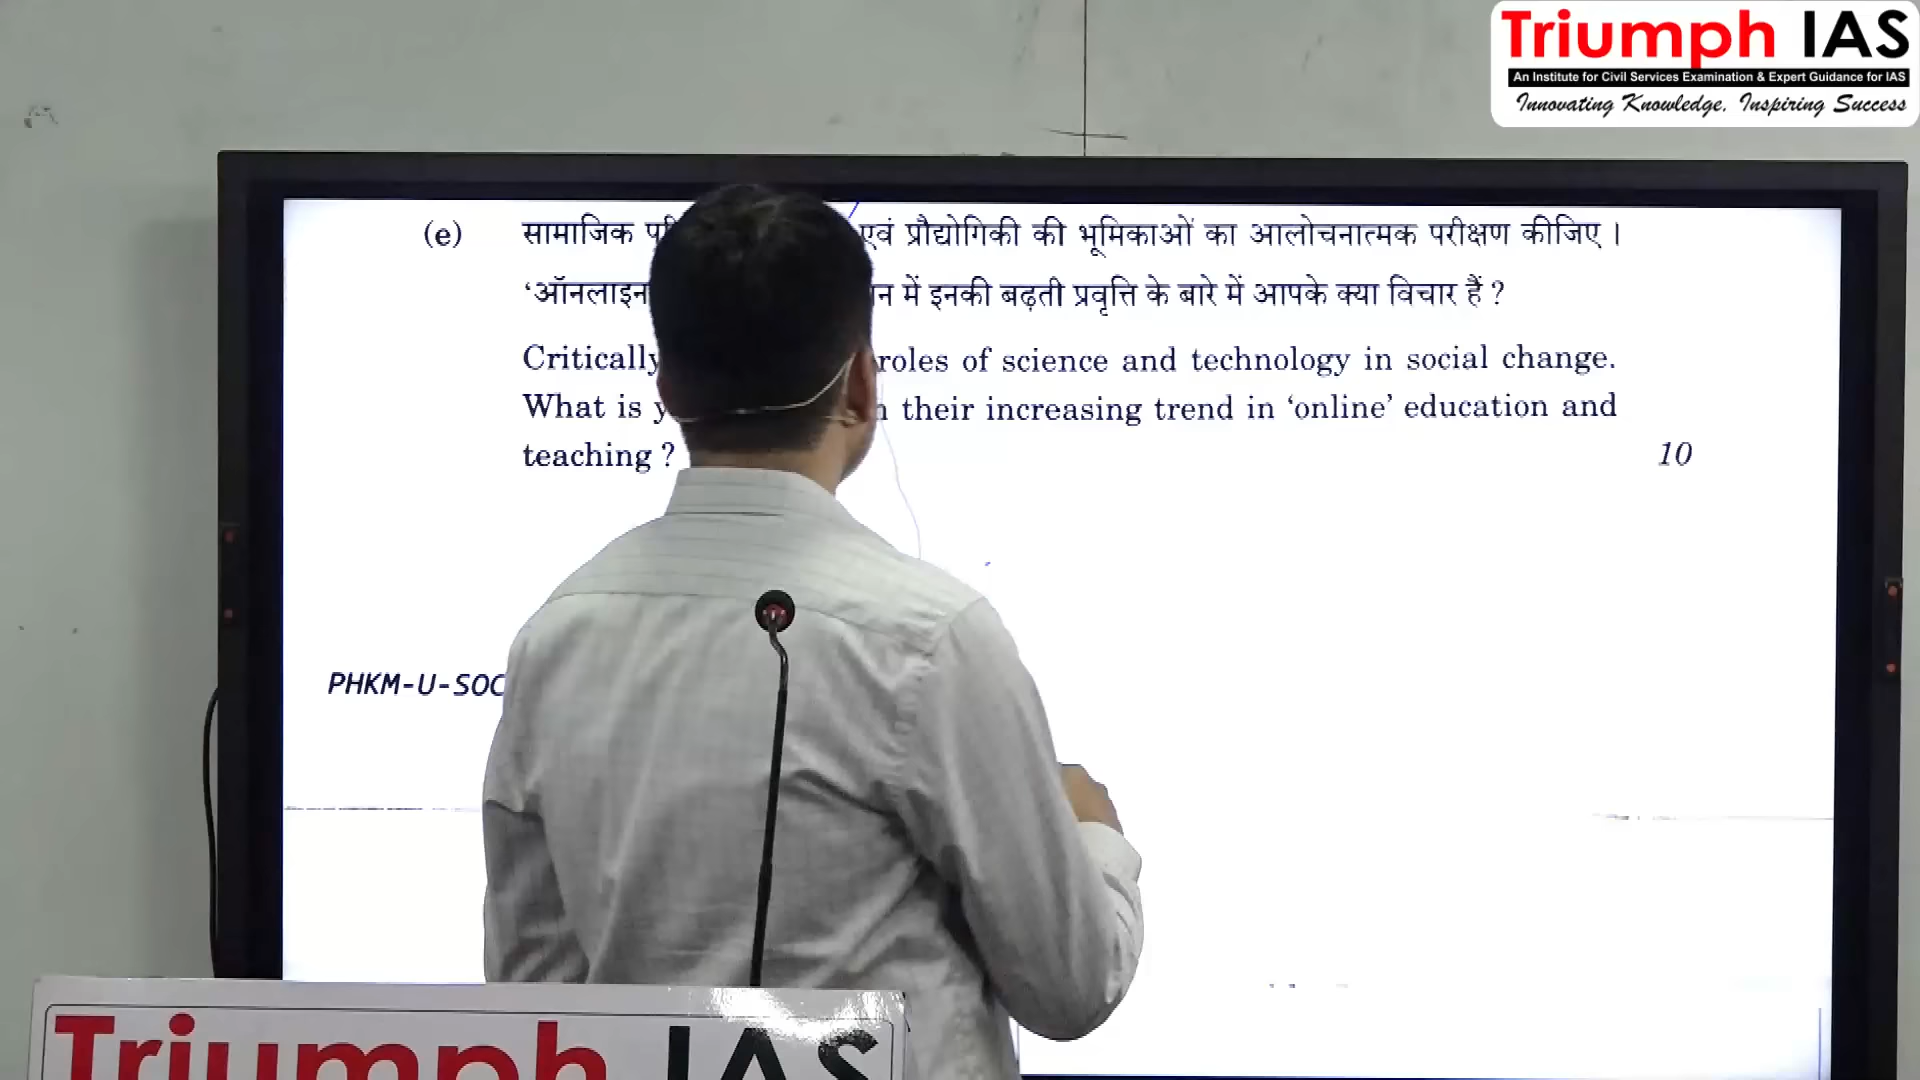 Triumph IAS
An Institute for Civil Services Examination & Expert Guidance for IAS
Innovating Knowledge, Inspiring Success
(e) सामाजिक एवं प्रौद्योगिकी की भूमिकाओं का आलोचनात्मक परीक्षण कीजिए ।
‘ऑनलाइन में इनकी बढ़ती प्रवृत्ति के बारे में आपके क्या विचार हैं ?
Critically roles of science and technology in social change.
What is their increasing trend in ‘online’ education and
teaching ? 10
PHKM-U-SOC
Triumph IAS